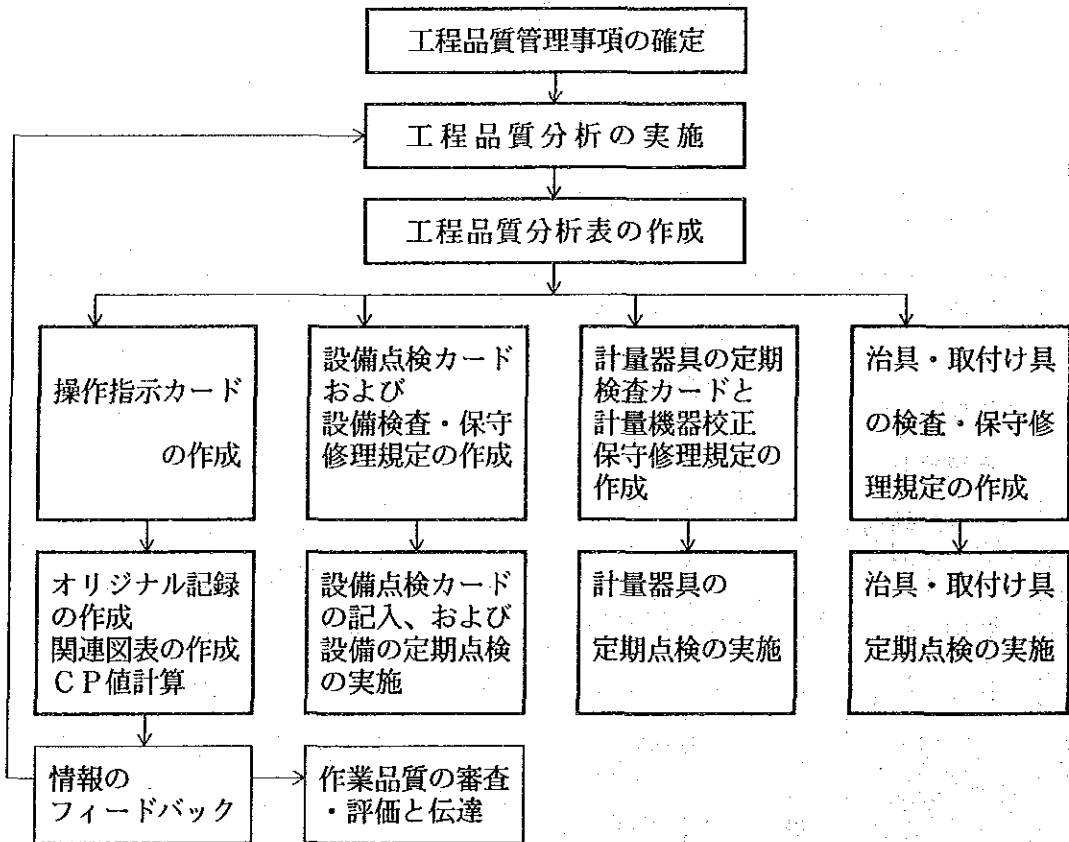 工程品質管理事項の確定
工程品質分析の実施
工程品質分析表の作成
操作指示カード
の作成
設備点検カード
および
設備検査・保守
修理規定の作成
計量器具の定期
検査カードと
計量機器校正
保守修理規定の
作成
治具・取付け具
の検査・保守修
理規定の作成
オリジナル記録
の作成
関連図表の作成
CP値計算
設備点検カード
の記入、および
設備の定期点検
の実施
計量器具の
定期点検の実施
治具・取付け具
定期点検の実施
情報の
フィードバック
作業品質の審査
・評価と伝達